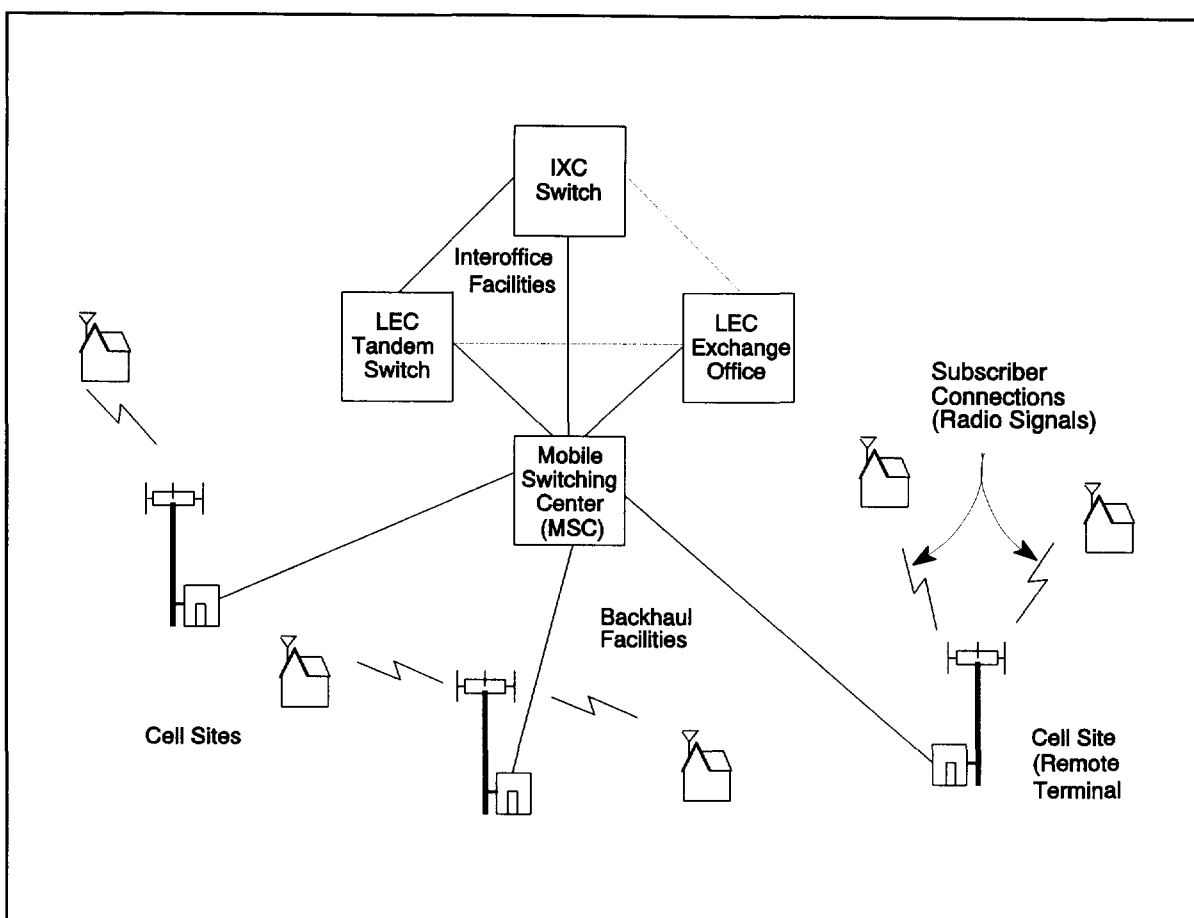 IXC
Switch
Interoffice
Facilities
LEC
Tandem
Switch
LEC
Exchange
Office
Subscriber
Connections
(Radio Signals)
Mobile
Switching
Center
(MSC)
Backhaul
Facilities
Cell Sites
Cell Site
(Remote
Terminal